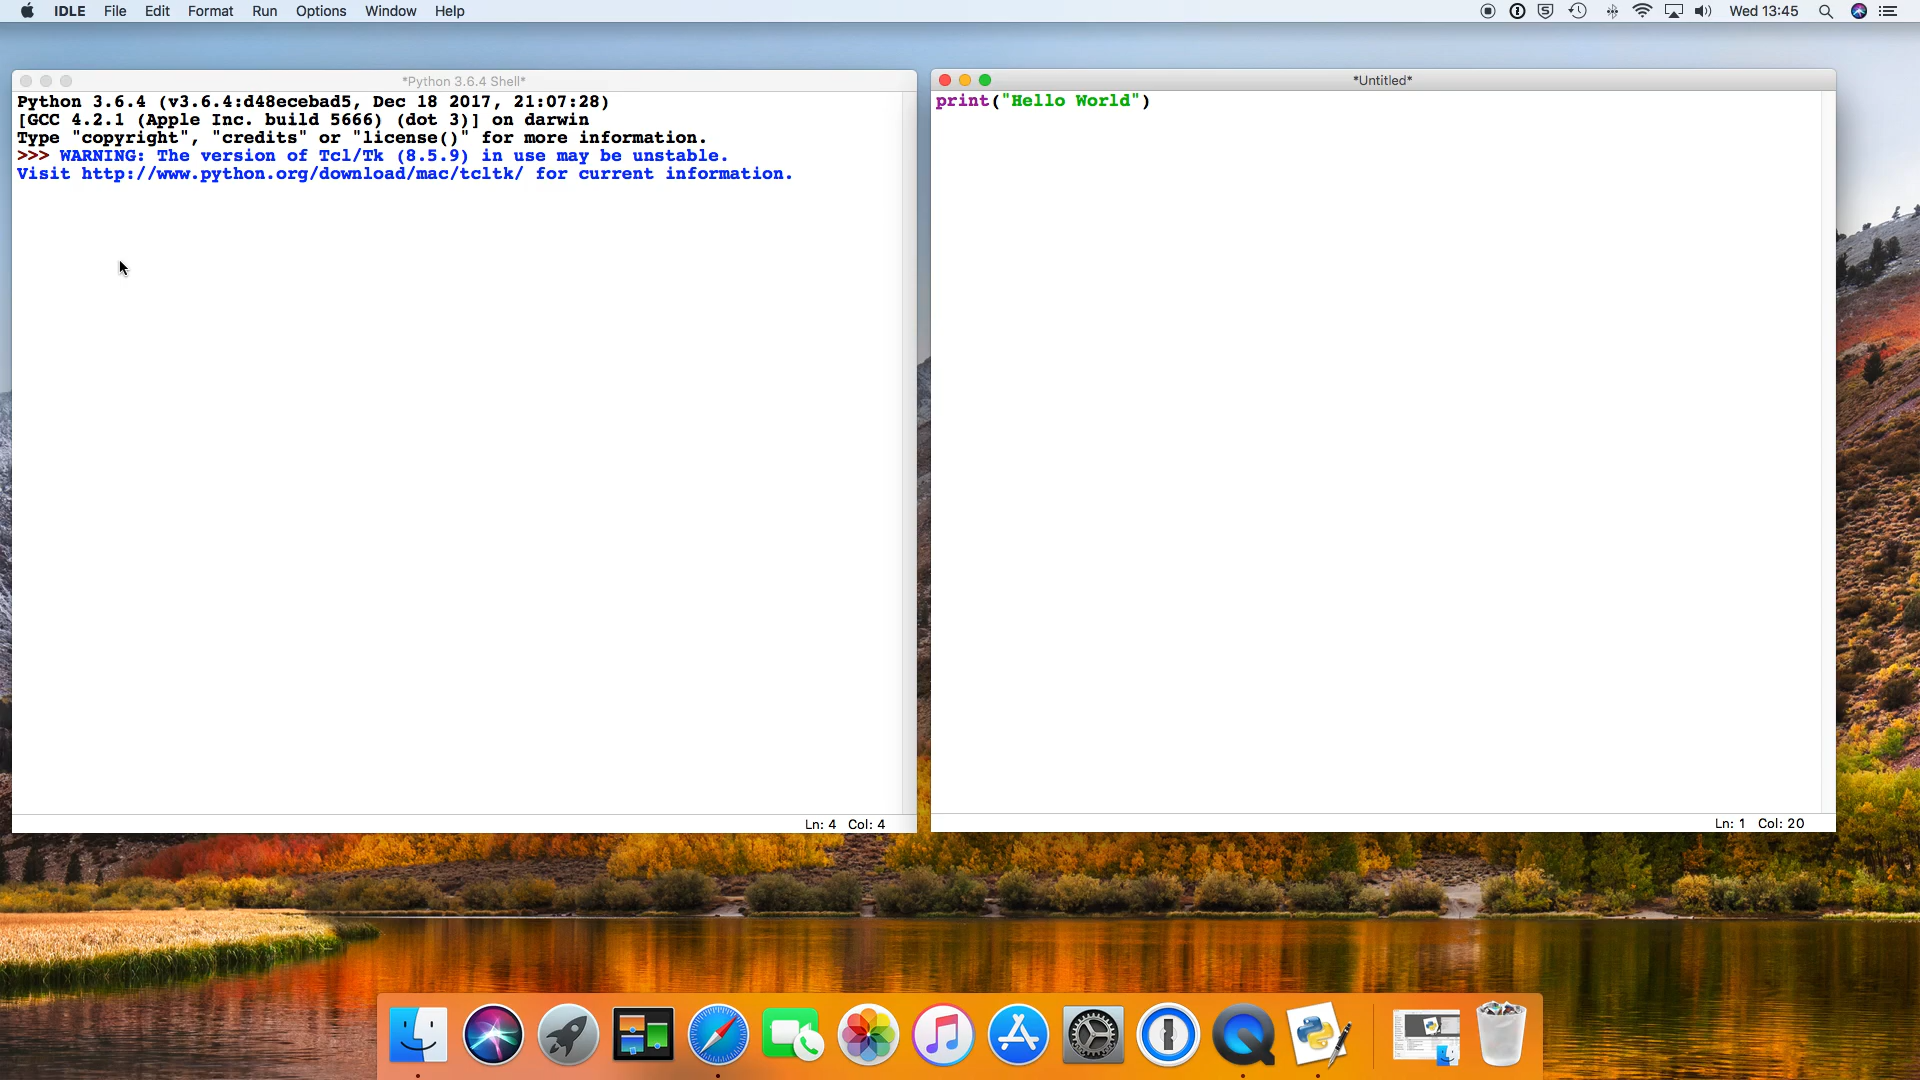 IDLE File Edit Format Run Options Window Help Wed 13:45
*Python 3.6.4 Shell*
Python 3.6.4 (v3.6.4:d48ecebad5, Dec 18 2017, 21:07:28)
[GCC 4.2.1 (Apple Inc. build 5666) (dot 3)] on darwin
Type "copyright", "credits" or "license()" for more information.
>>> WARNING: The version of Tcl/Tk (8.5.9) in use may be unstable.
Visit http://www.python.org/download/mac/tcltk/ for current information.
Ln: 4 Col: 4
*Untitled*
print("Hello World")
Ln: 1 Col: 20